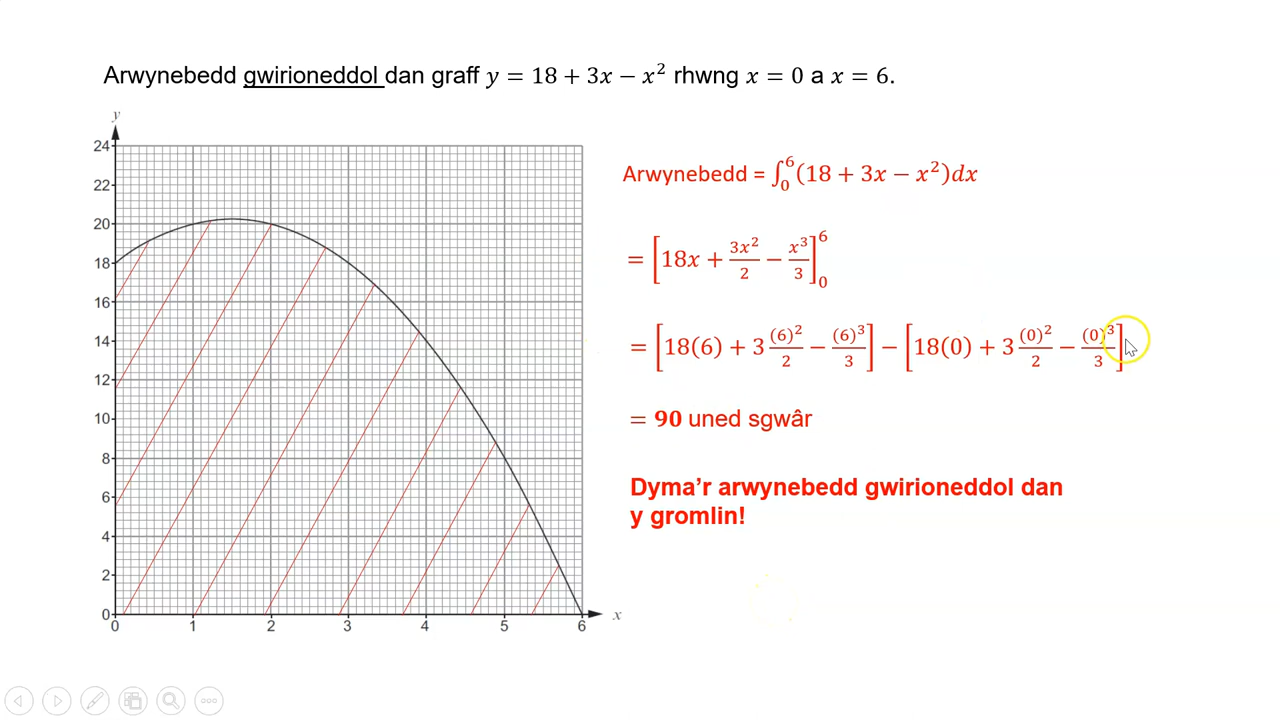 Arwynebedd gwirioneddol dan graff y = 18 + 3x − x² rhwng x = 0 a x = 6.
y
24
22
20
18
16
14
12
10
8
6
4
2
0
0 1 2 3 4 5 6 x
Arwynebedd = ∫₀⁶(18 + 3x − x²)dx
= [18x + 3x²/2 − x³/3]₀⁶
= [18(6) + 3 (6)²/2 − (6)³/3] − [18(0) + 3 (0)²/2 − (0)³/3]
= 90 uned sgwâr
Dyma’r arwynebedd gwirioneddol dan
y gromlin!